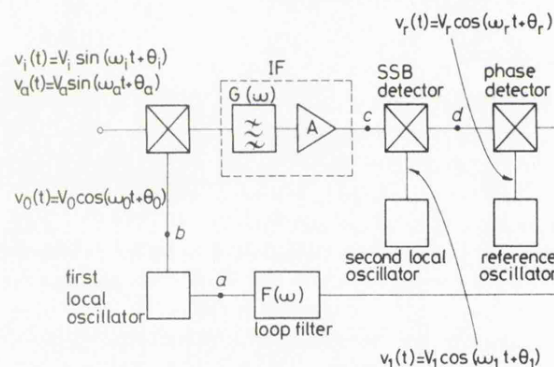 v_r(t)=V_r cos(ω_r t+θ_r)
v_i(t)=V_i sin(ω_i t+θ_i)
v_a(t)=V_a sin(ω_a t+θ_a)
IF
G(ω)
A
SSB
detector
phase
detector
c
d
v_0(t)=V_0 cos(ω_0 t+θ_0)
b
first
local
oscillator
a
F(ω)
loop filter
second local
oscillator
reference
oscillator
v_1(t)=V_1 cos(ω_1 t+θ_1)